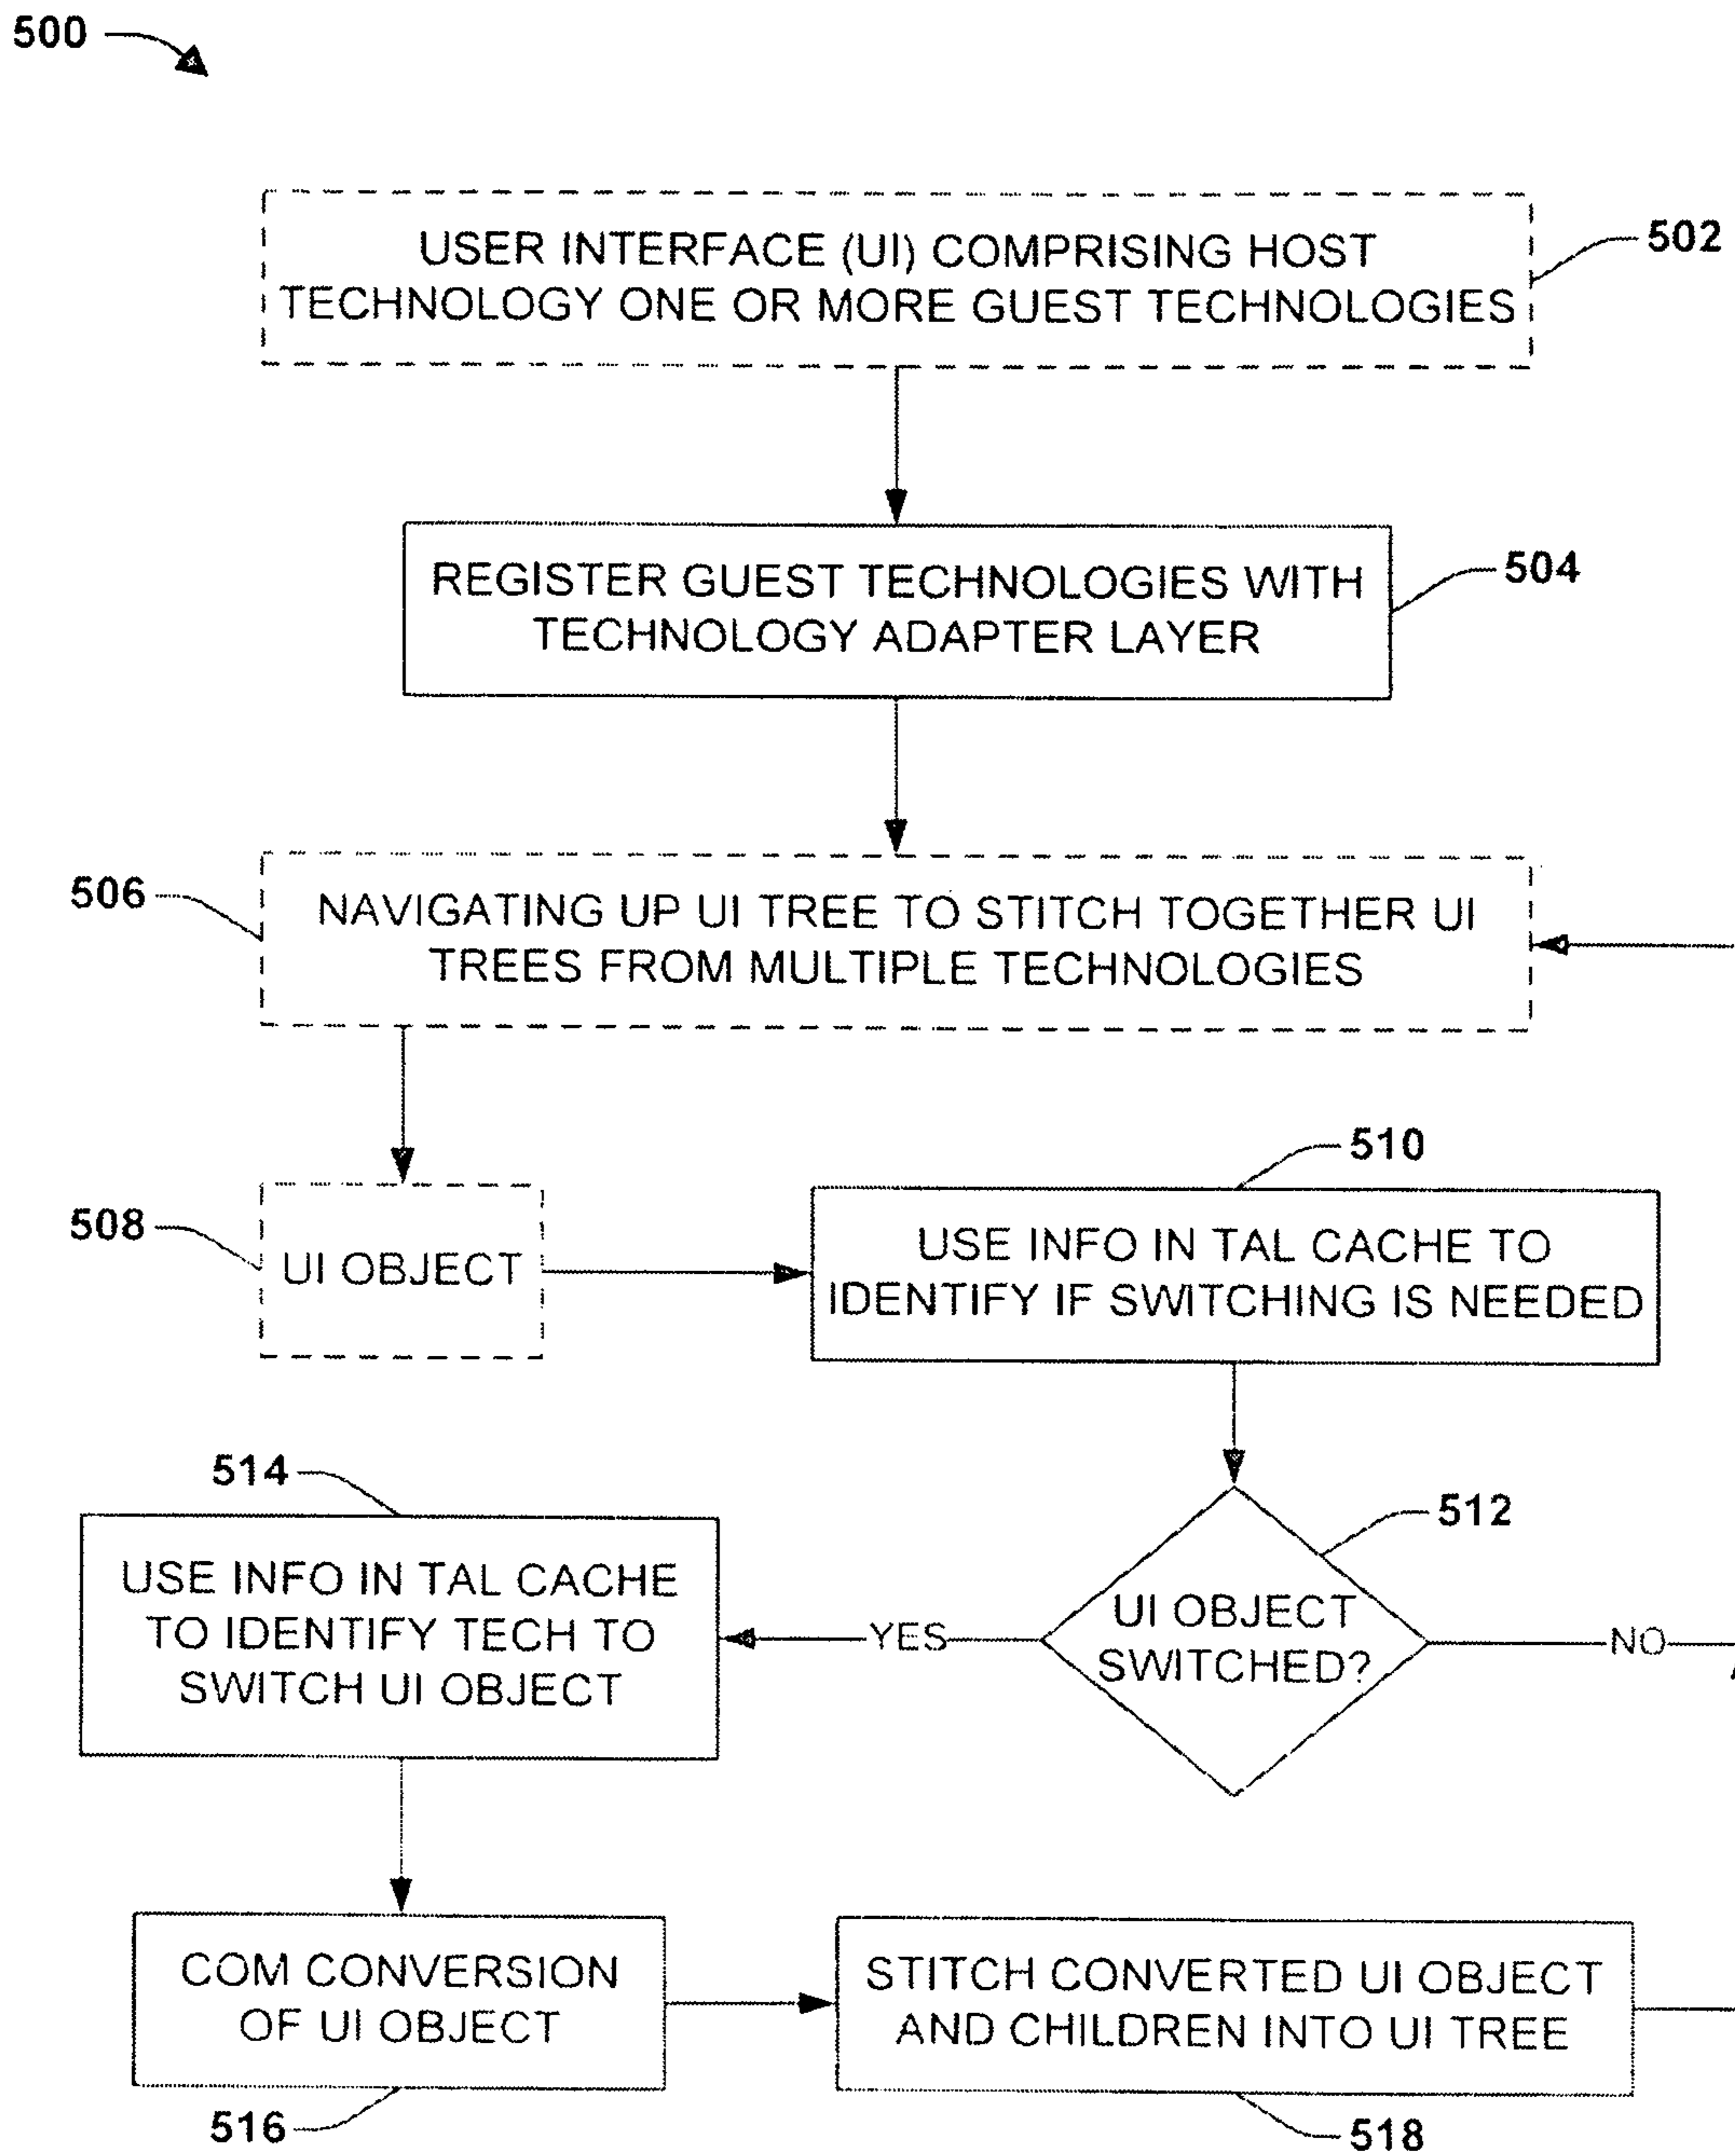 500
USER INTERFACE (UI) COMPRISING HOST
TECHNOLOGY ONE OR MORE GUEST TECHNOLOGIES
502
REGISTER GUEST TECHNOLOGIES WITH
TECHNOLOGY ADAPTER LAYER
504
506
NAVIGATING UP UI TREE TO STITCH TOGETHER UI
TREES FROM MULTIPLE TECHNOLOGIES
508
UI OBJECT
510
USE INFO IN TAL CACHE TO
IDENTIFY IF SWITCHING IS NEEDED
512
UI OBJECT
SWITCHED?
YES
NO
514
USE INFO IN TAL CACHE
TO IDENTIFY TECH TO
SWITCH UI OBJECT
COM CONVERSION
OF UI OBJECT
516
STITCH CONVERTED UI OBJECT
AND CHILDREN INTO UI TREE
518